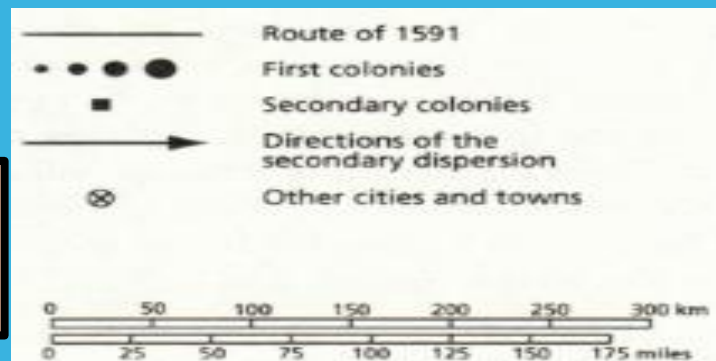 Route of 1591
First colonies
Secondary colonies
Directions of the
secondary dispersion
Other cities and towns
0 50 100 150 200 250 300 km
0 25 50 75 100 125 150 175 miles